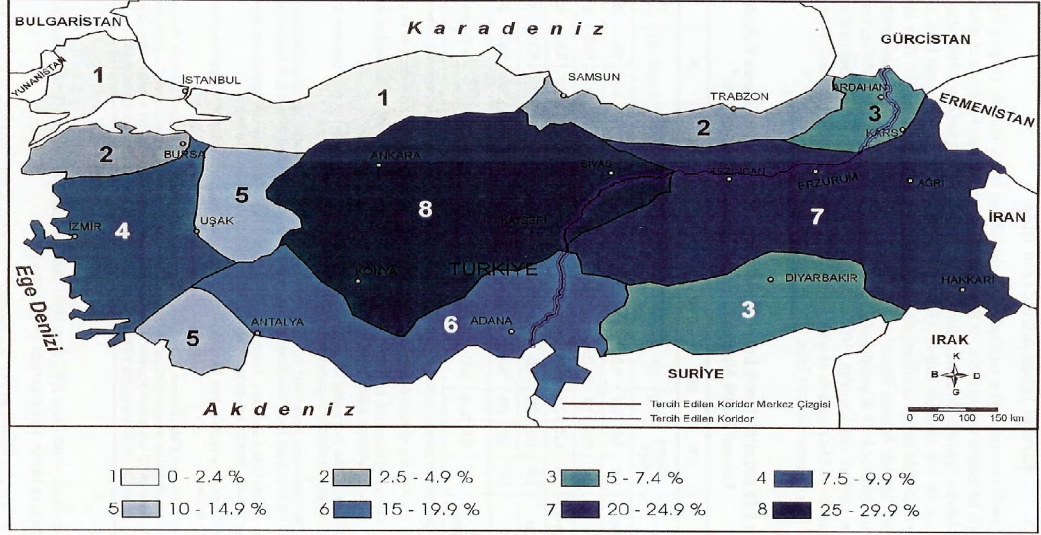 BULGARİSTAN
Karadeniz
GÜRCİSTAN
YUNANİSTAN
1
İSTANBUL
1
SAMSUN
TRABZON
ARDAHAN
3
KARS
ERMENİSTAN
2
BURSA
2
ANKARA
SİVAS
ERZİNCAN
ERZURUM
AĞRI
5
8
KAYSERİ
7
İRAN
İZMİR
4
UŞAK
KONYA
TÜRKİYE
DİYARBAKIR
HAKKARİ
Ege Denizi
5
ANTALYA
6
ADANA
3
IRAK
SURİYE
K
B D
G
Akdeniz
Tercih Edilen Koridor Merkez Çizgisi
Tercih Edilen Koridor
0 50 100 150 km
1 0 - 2.4 % 2 2.5 - 4.9 % 3 5 - 7.4 % 4 7.5 - 9.9 %
5 10 - 14.9 % 6 15 - 19.9 % 7 20 - 24.9 % 8 25 - 29.9 %